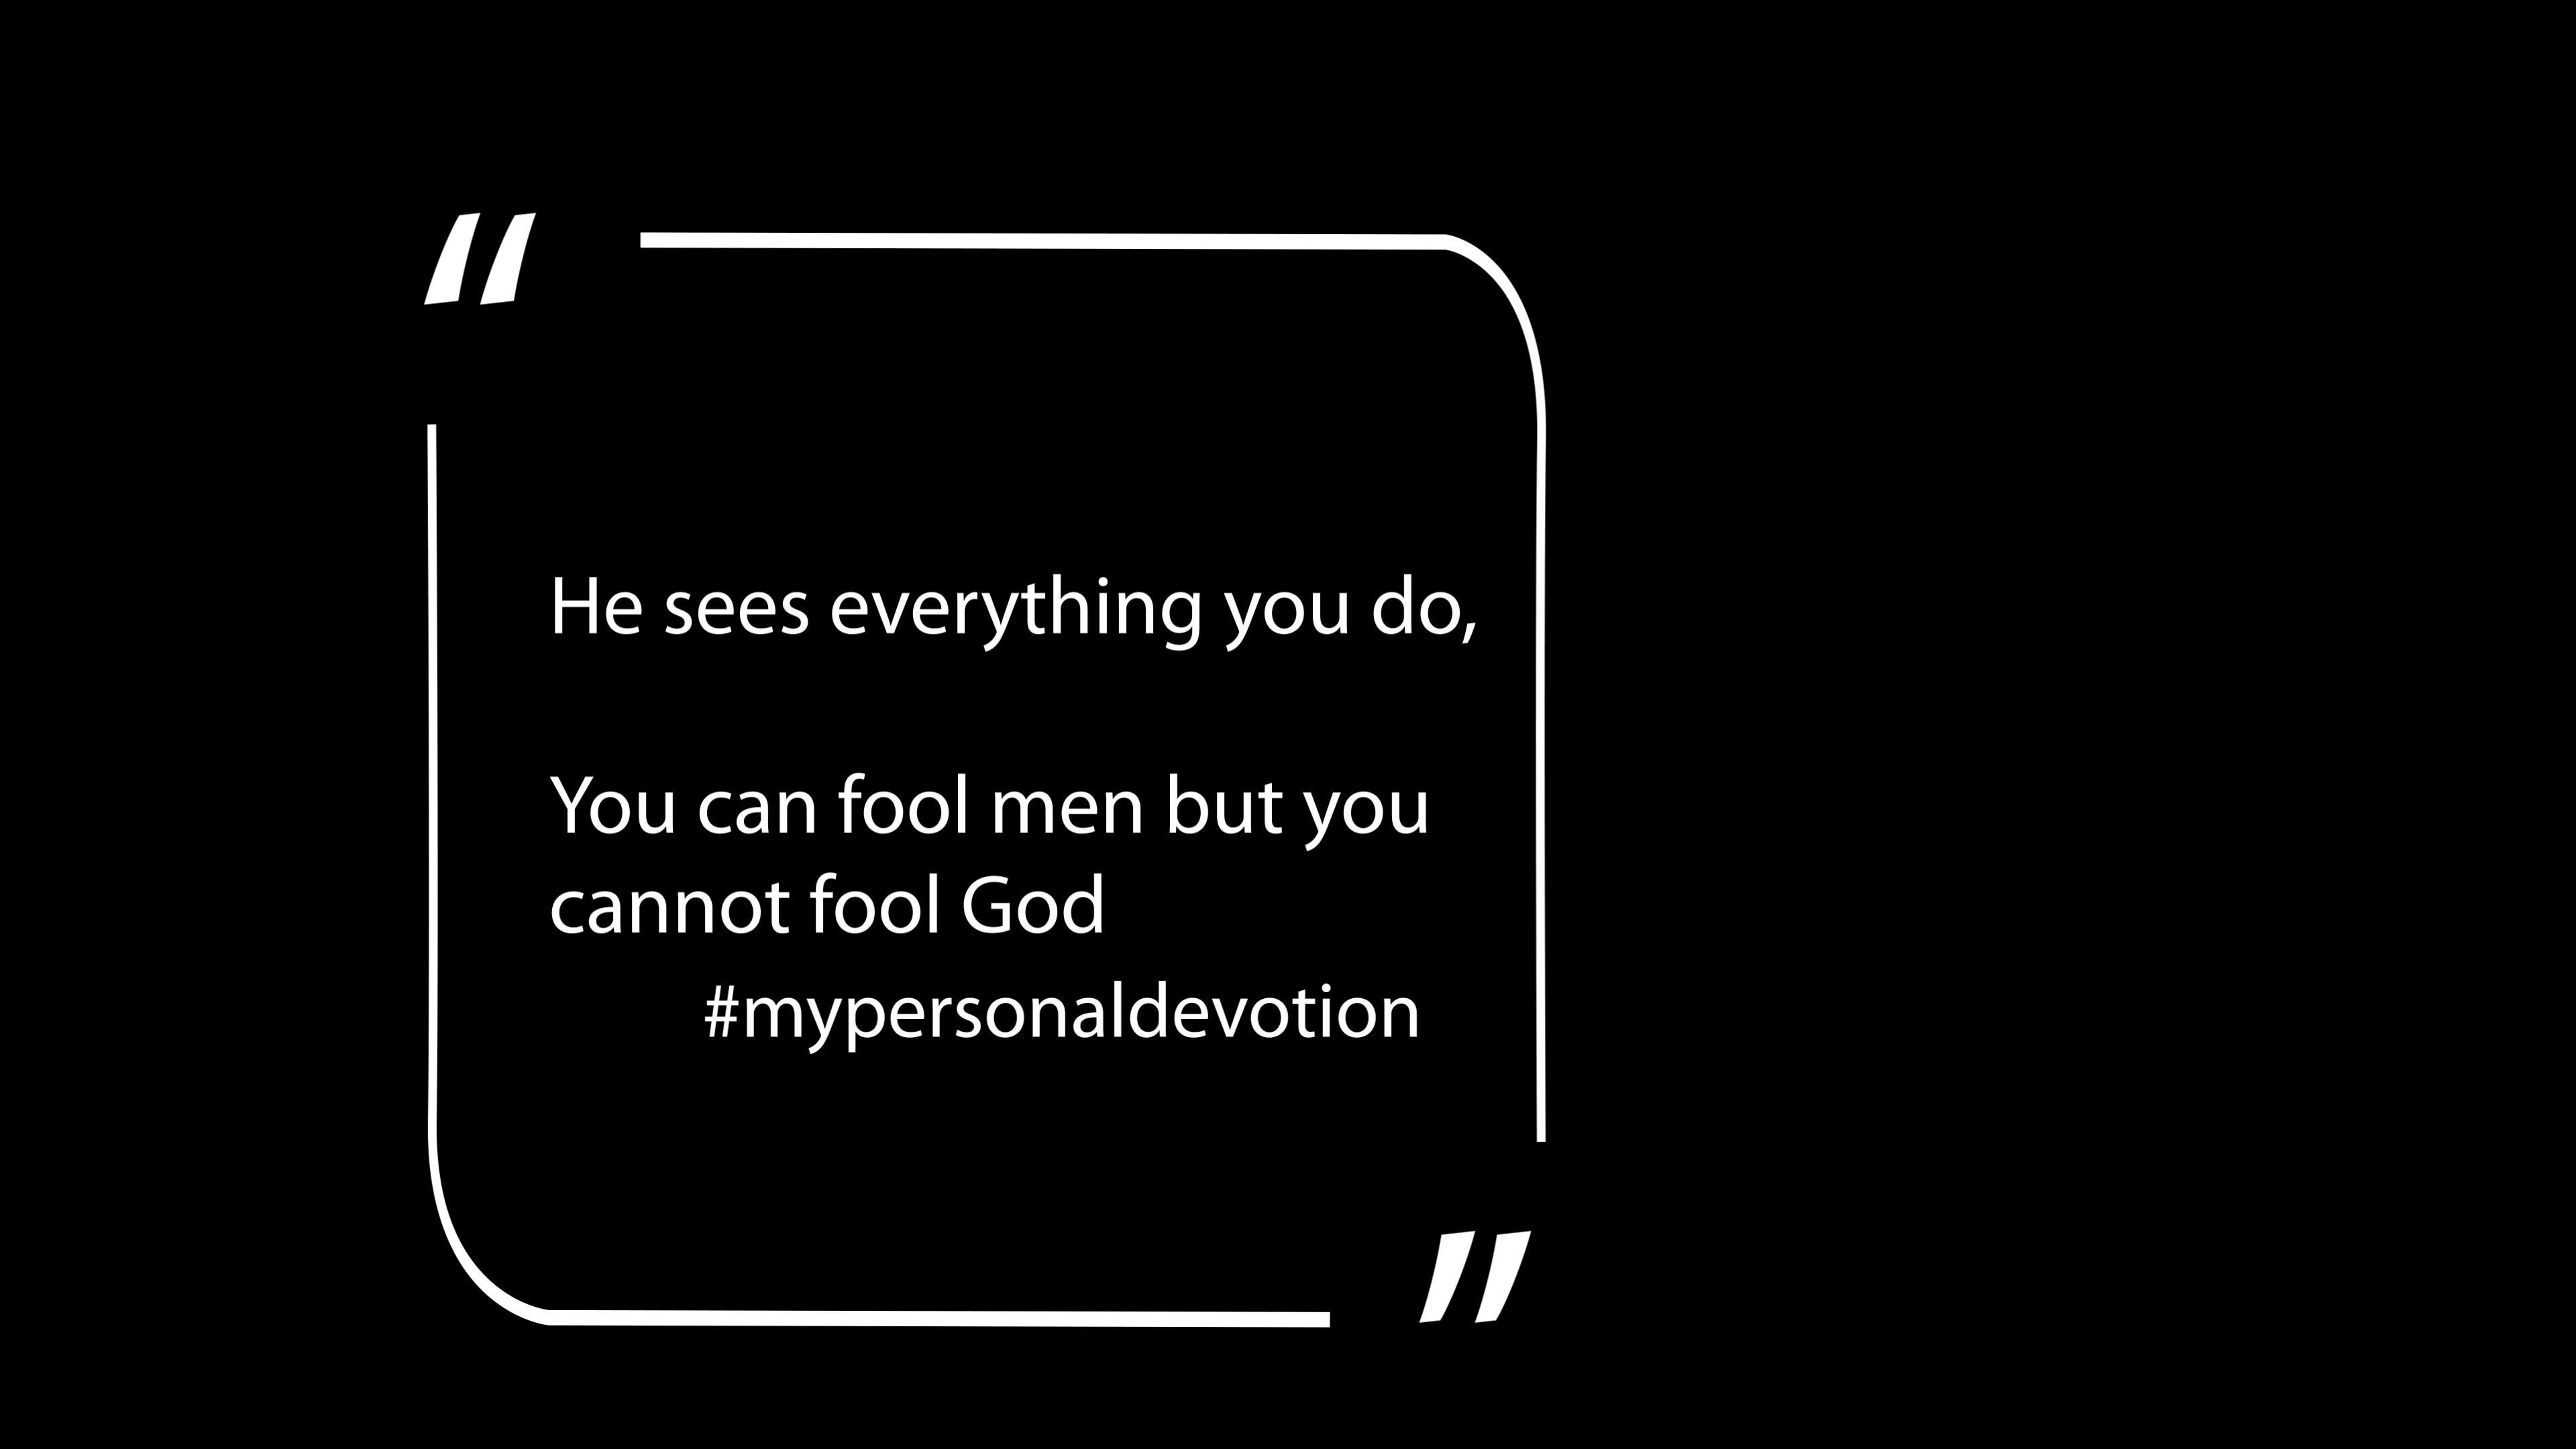 “
He sees everything you do,
You can fool men but you
cannot fool God
#mypersonaldevotion
”